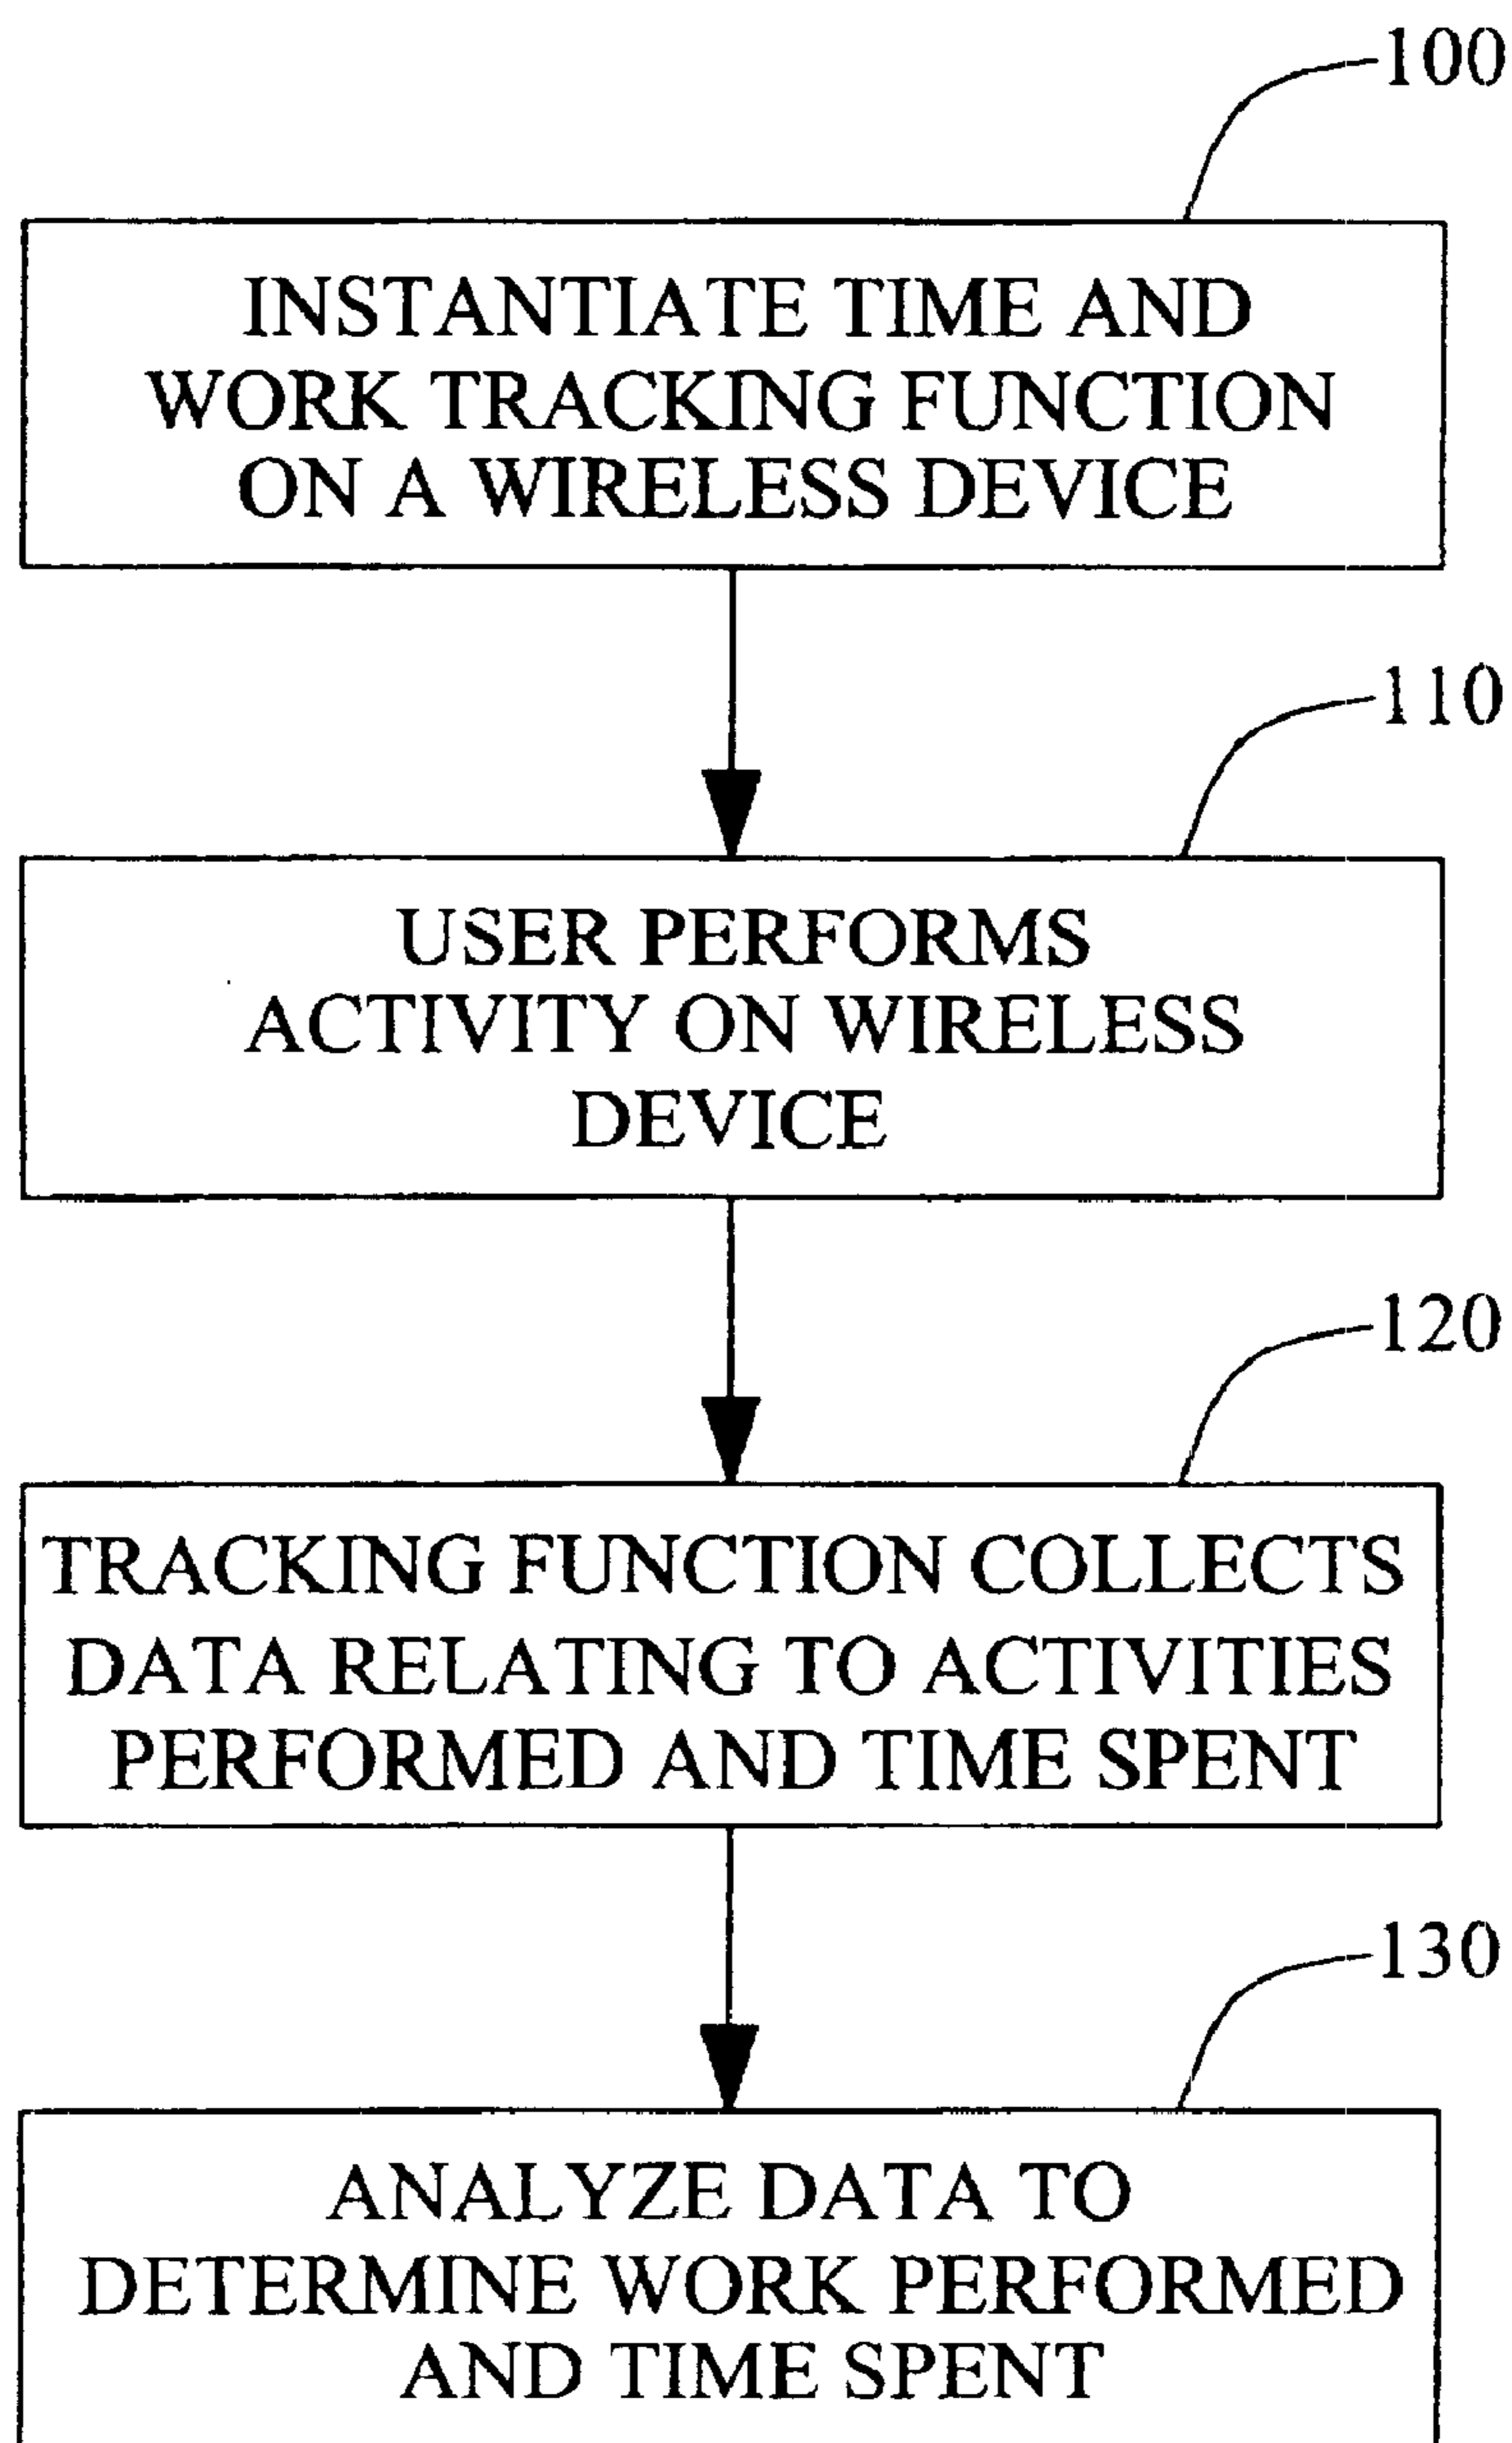 100
INSTANTIATE TIME AND
WORK TRACKING FUNCTION
ON A WIRELESS DEVICE
110
USER PERFORMS
ACTIVITY ON WIRELESS
DEVICE
120
TRACKING FUNCTION COLLECTS
DATA RELATING TO ACTIVITIES
PERFORMED AND TIME SPENT
130
ANALYZE DATA TO
DETERMINE WORK PERFORMED
AND TIME SPENT